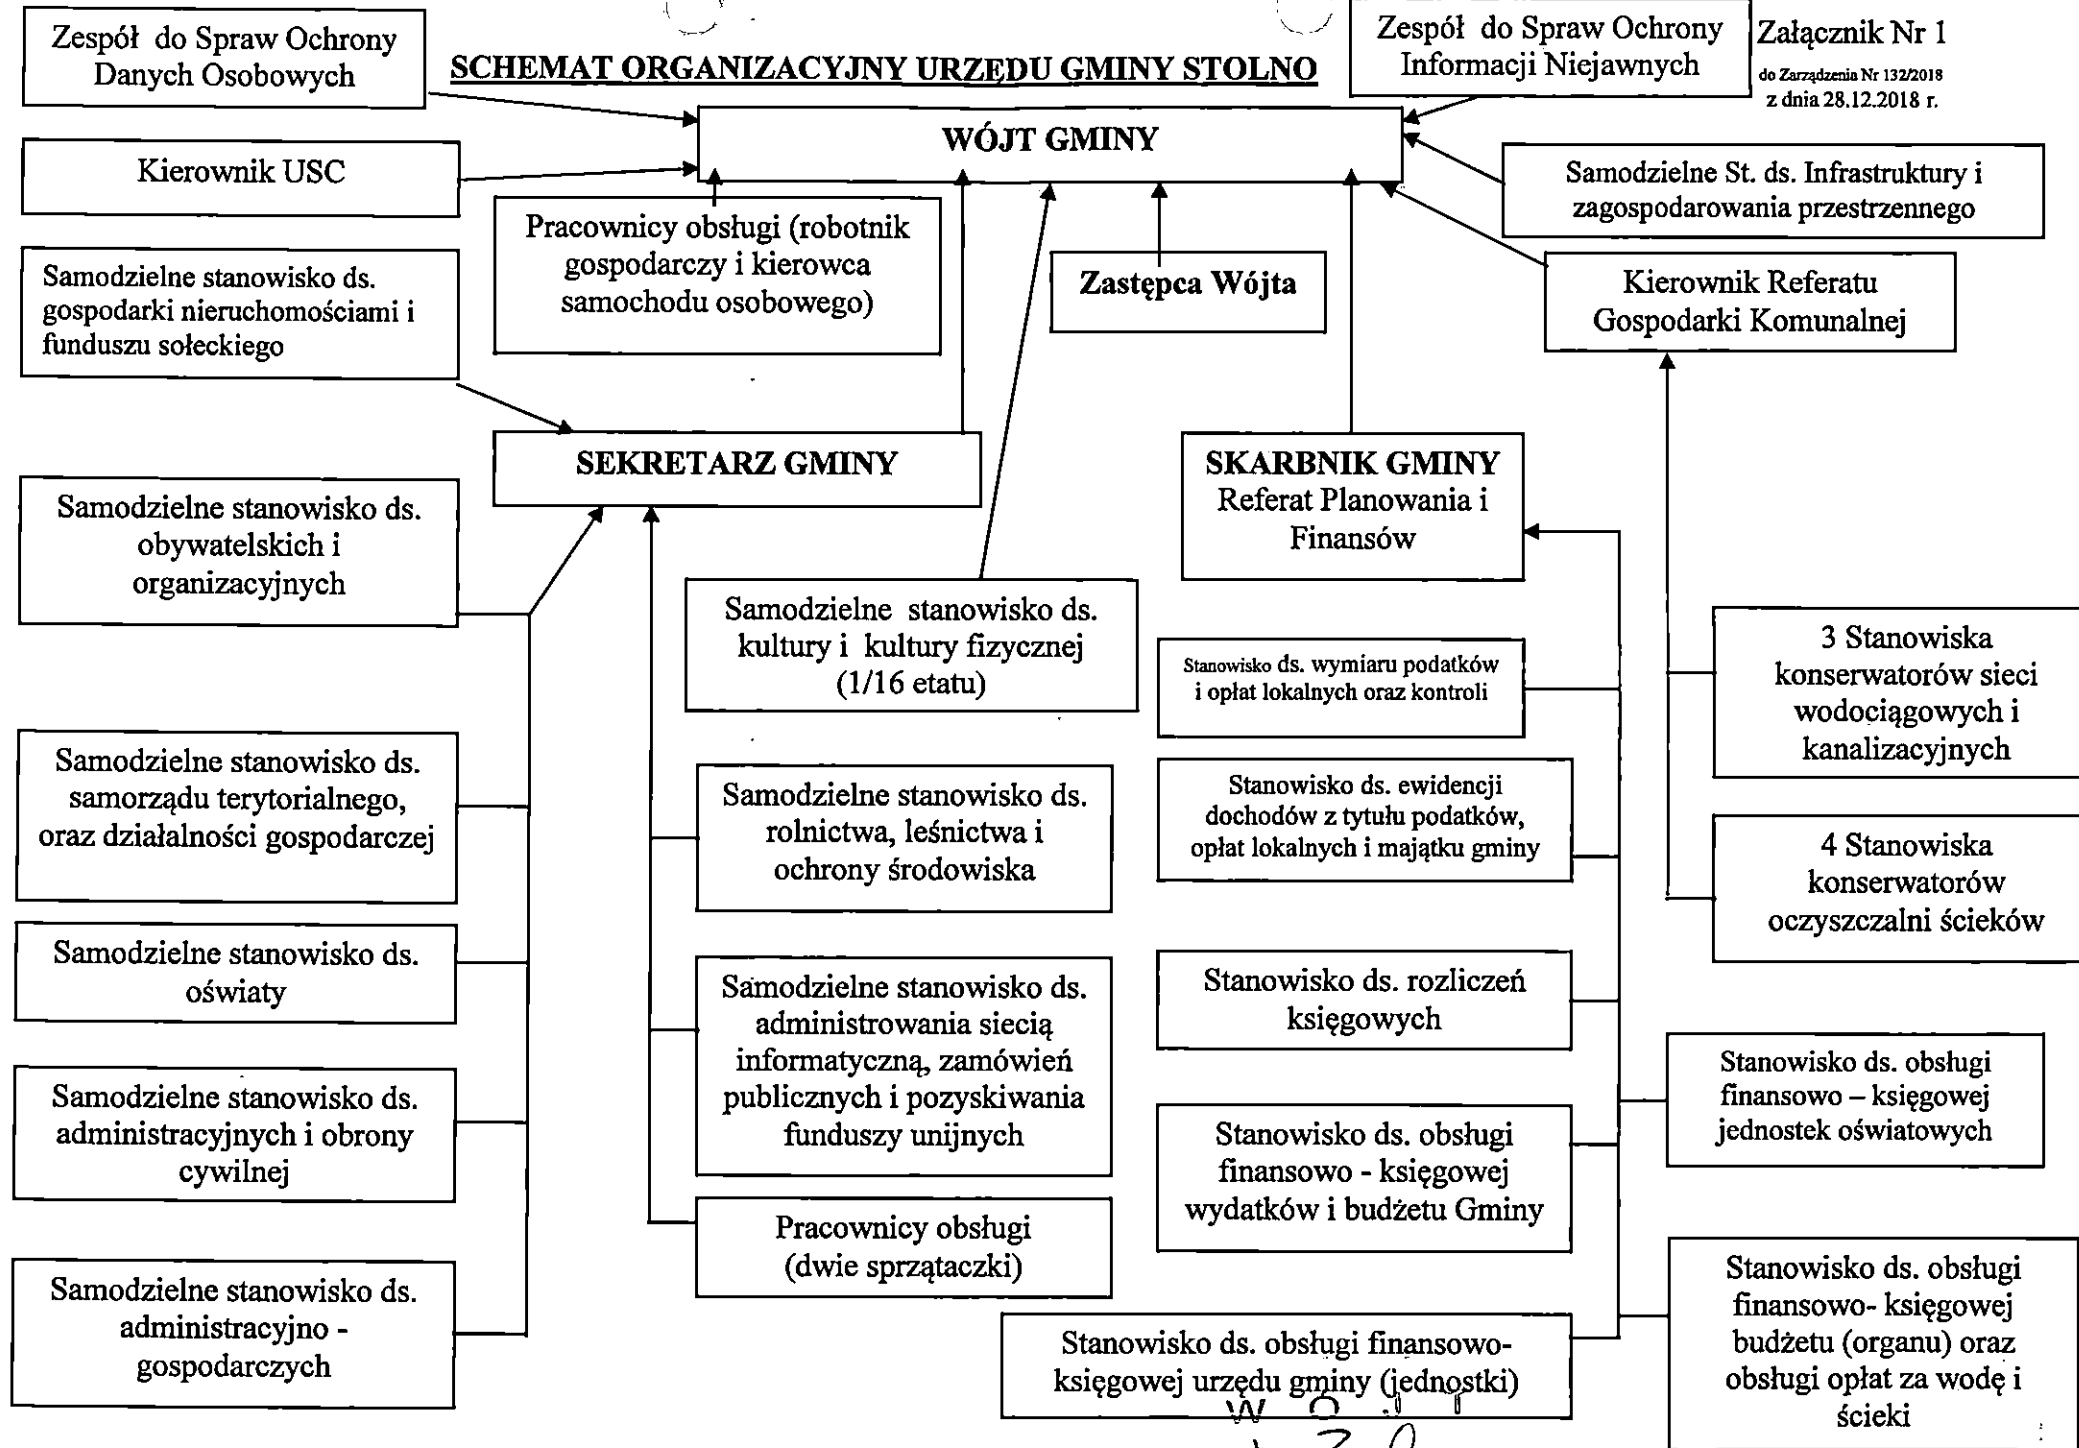 Zespół do Spraw Ochrony
Danych Osobowych
SCHEMAT ORGANIZACYJNY URZĘDU GMINY STOLNO
Zespół do Spraw Ochrony
Informacji Niejawnych
Załącznik Nr 1
do Zarządzenia Nr 132/2018
z dnia 28.12.2018 r.
WÓJT GMINY
Kierownik USC
Samodzielne St. ds. Infrastruktury i
zagospodarowania przestrzennego
Pracownicy obsługi (robotnik
gospodarczy i kierowca
samochodu osobowego)
Zastępca Wójta
Kierownik Referatu
Gospodarki Komunalnej
Samodzielne stanowisko ds.
gospodarki nieruchomościami i
funduszu sołeckiego
SEKRETARZ GMINY
SKARBNIK GMINY
Referat Planowania i
Finansów
Samodzielne stanowisko ds.
obywatelskich i
organizacyjnych
Samodzielne stanowisko ds.
kultury i kultury fizycznej
(1/16 etatu)
Stanowisko ds. wymiaru podatków
i opłat lokalnych oraz kontroli
3 Stanowiska
konserwatorów sieci
wodociągowych i
kanalizacyjnych
Samodzielne stanowisko ds.
samorządu terytorialnego,
oraz działalności gospodarczej
Samodzielne stanowisko ds.
rolnictwa, leśnictwa i
ochrony środowiska
Stanowisko ds. ewidencji
dochodów z tytułu podatków,
opłat lokalnych i majątku gminy
4 Stanowiska
konserwatorów
oczyszczalni ścieków
Samodzielne stanowisko ds.
oświaty
Samodzielne stanowisko ds.
administrowania siecią
informatyczną, zamówień
publicznych i pozyskiwania
funduszy unijnych
Stanowisko ds. rozliczeń
księgowych
Stanowisko ds. obsługi
finansowo – księgowej
jednostek oświatowych
Samodzielne stanowisko ds.
administracyjnych i obrony
cywilnej
Stanowisko ds. obsługi
finansowo - księgowej
wydatków i budżetu Gminy
Pracownicy obsługi
(dwie sprzątaczki)
Samodzielne stanowisko ds.
administracyjno -
gospodarczych
Stanowisko ds. obsługi finansowo-
księgowej urzędu gminy (jednostki)
Stanowisko ds. obsługi
finansowo- księgowej
budżetu (organu) oraz
obsługi opłat za wodę i
ścieki
W Ó J T